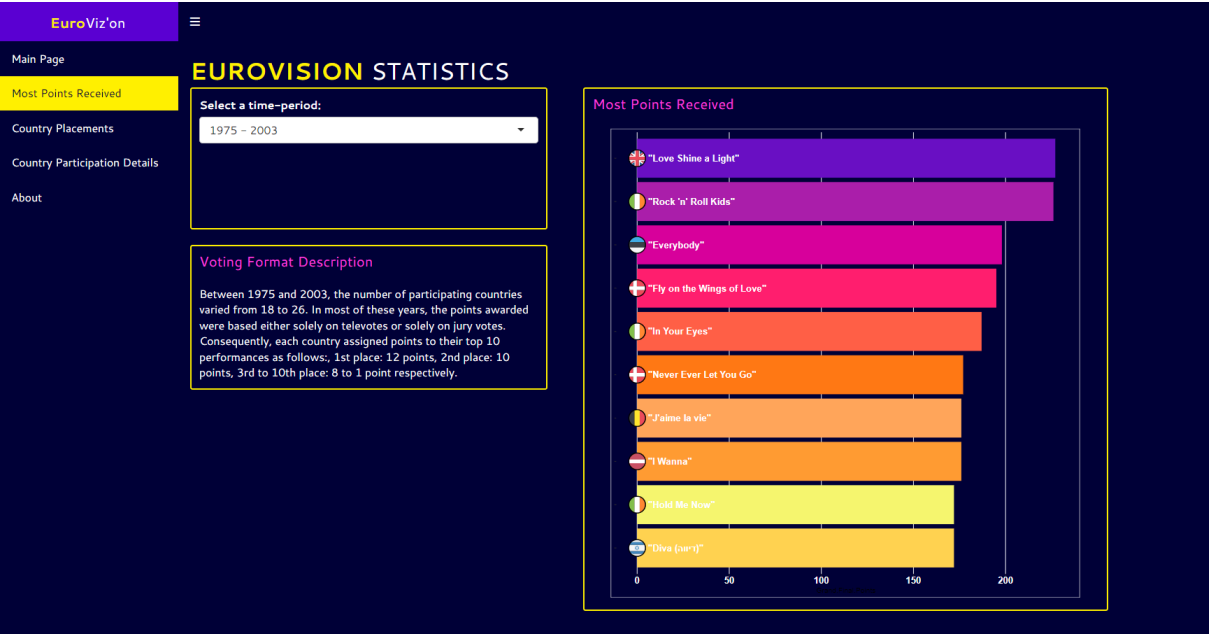 EuroViz'on
Main Page
Most Points Received
Country Placements
Country Participation Details
About
EUROVISION STATISTICS
Select a time-period:
1975 - 2003
Voting Format Description
Between 1975 and 2003, the number of participating countries
varied from 18 to 26. In most of these years, the points awarded
were based either solely on televotes or solely on jury votes.
Consequently, each country assigned points to their top 10
performances as follows:, 1st place: 12 points, 2nd place: 10
points, 3rd to 10th place: 8 to 1 point respectively.
Most Points Received
"Love Shine a Light"
"Rock 'n' Roll Kids"
"Everybody"
"Fly on the Wings of Love"
"In Your Eyes"
"Never Ever Let You Go"
"J'aime la vie"
"I Wanna"
"Hold Me Now"
"Diva (דיווה)"
0 50 100 150 200